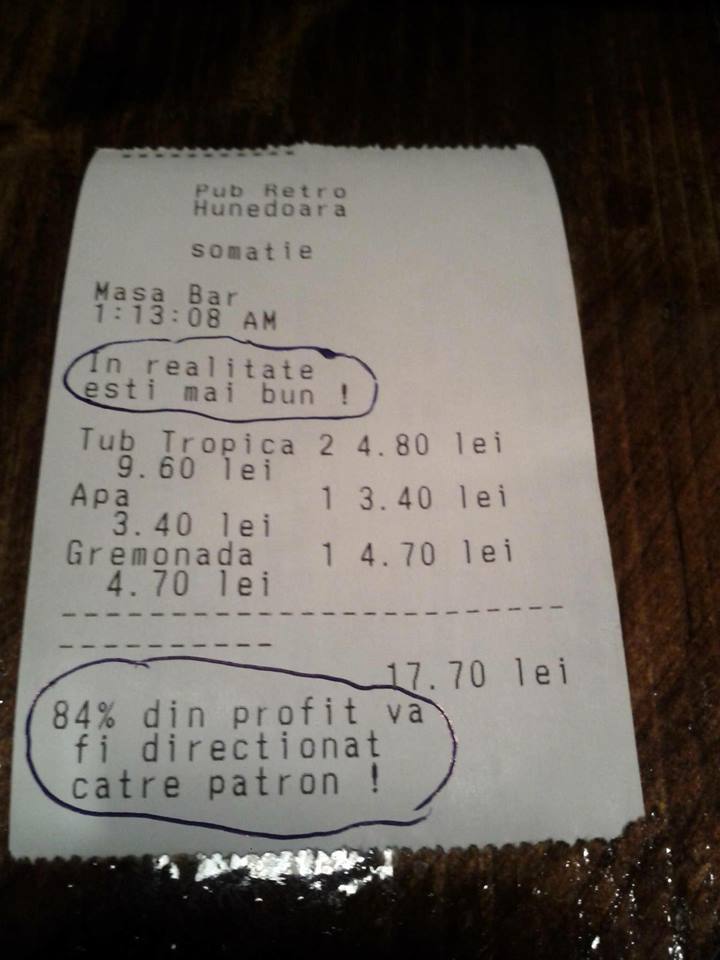 Pub Retro
Hunedoara
somatie
Masa Bar
1:13:08 AM
In realitate
esti mai bun !
Tub Tropica 2 4.80 lei
9.60 lei
Apa 1 3.40 lei
3.40 lei
Gremonada 1 4.70 lei
4.70 lei
------------------------------
------------
17.70 lei
84% din profit va
fi directionat
catre patron !